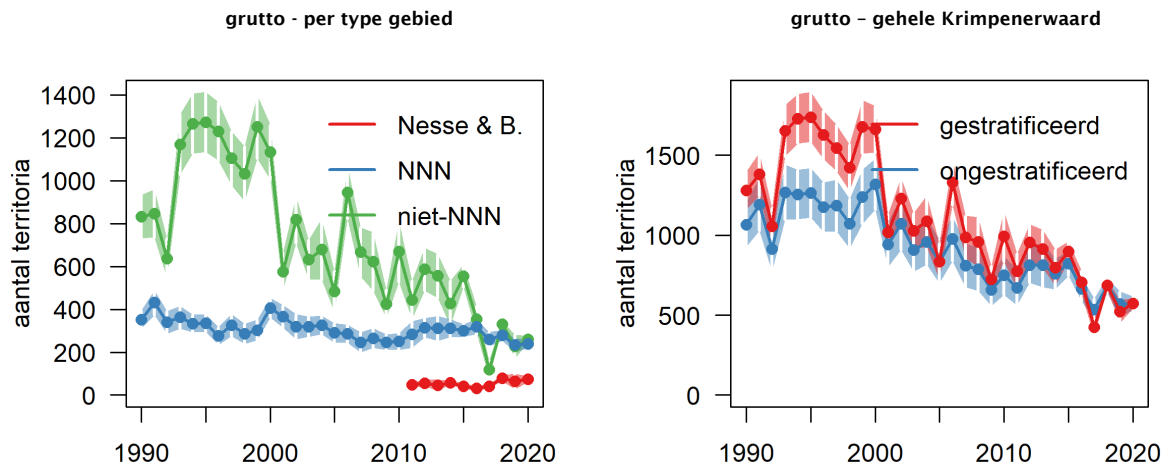 grutto - per type gebied
aantal territoria
1400
1200
1000
800
600
400
200
0
1990
2000
2010
2020
Nesse & B.
NNN
niet-NNN
grutto – gehele Krimpenerwaard
aantal territoria
1500
1000
500
0
1990
2000
2010
2020
gestratificeerd
ongestratificeerd